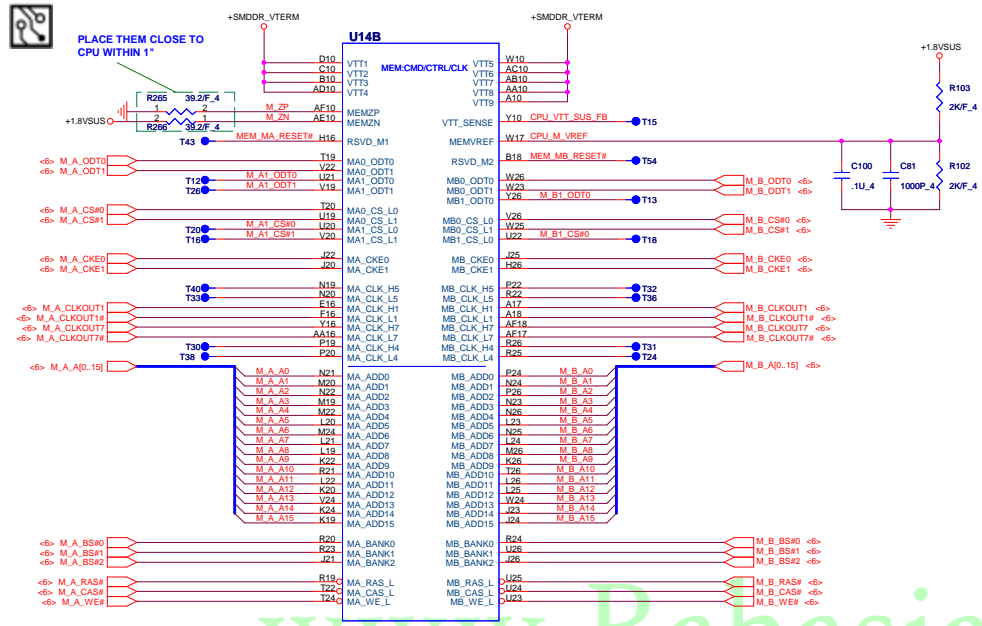 +SMDDR_VTERM
+SMDDR_VTERM
PLACE THEM CLOSE TO
CPU WITHIN 1"
U14B
MEM:CMD/CTRL/CLK
+1.8VSUS
D10 VTT1 VTT5 W10
C10 VTT2 VTT6 AC10
B10 VTT3 VTT7 AB10
AD10 VTT4 VTT8 AA10
VTT9 A10
R265 39.2/F_4
1 2 M_ZP AF10 MEMZP
+1.8VSUS 1 2 M_ZN AE10 MEMZN VTT_SENSE Y10 CPU_VTT_SUS_FB T15
R266 39.2/F_4
R103
2K/F_4
T43 MEM_MA_RESET# H16 RSVD_M1 MEMVREF W17 CPU_M_VREF
RSVD_M2 B18 MEM_MB_RESET# T54
C100
.1U_4
C81
1000P_4
R102
2K/F_4
<6> M_A_ODT0 T19 MA0_ODT0 MB0_ODT0 W26 M_B_ODT0 <6>
<6> M_A_ODT1 V22 MA0_ODT1 MB0_ODT1 W23 M_B_ODT1 <6>
T12 M_A1_ODT0 U21 MA1_ODT0 MB1_ODT0 Y26 M_B1_ODT0 T13
T26 M_A1_ODT1 V19 MA1_ODT1
<6> M_A_CS#0 T20 MA0_CS_L0 MB0_CS_L0 V26 M_B_CS#0 <6>
<6> M_A_CS#1 U19 MA0_CS_L1 MB0_CS_L1 W25 M_B_CS#1 <6>
T20 M_A1_CS#0 U20 MA1_CS_L0 MB1_CS_L0 U22 M_B1_CS#0 T18
T16 M_A1_CS#1 V20 MA1_CS_L1
<6> M_A_CKE0 J22 MA_CKE0 MB_CKE0 J25 M_B_CKE0 <6>
<6> M_A_CKE1 J20 MA_CKE1 MB_CKE1 H26 M_B_CKE1 <6>
T40 N19 MA_CLK_H5 MB_CLK_H5 P22 T32
T33 N20 MA_CLK_L5 MB_CLK_L5 R22 T36
<6> M_A_CLKOUT1 E16 MA_CLK_H1 MB_CLK_H1 A17 M_B_CLKOUT1 <6>
<6> M_A_CLKOUT1# F16 MA_CLK_L1 MB_CLK_L1 A18 M_B_CLKOUT1# <6>
<6> M_A_CLKOUT7 Y16 MA_CLK_H7 MB_CLK_H7 AF18 M_B_CLKOUT7 <6>
<6> M_A_CLKOUT7# AA16 MA_CLK_L7 MB_CLK_L7 AF17 M_B_CLKOUT7# <6>
T30 P19 MA_CLK_H4 MB_CLK_H4 R26 T31
T38 P20 MA_CLK_L4 MB_CLK_L4 R25 T24
<6> M_A_A[0..15] M_B_A[0..15] <6>
M_A_A0 N21 MA_ADD0 MB_ADD0 P24 M_B_A0
M_A_A1 M20 MA_ADD1 MB_ADD1 N24 M_B_A1
M_A_A2 N22 MA_ADD2 MB_ADD2 P26 M_B_A2
M_A_A3 M19 MA_ADD3 MB_ADD3 N23 M_B_A3
M_A_A4 M22 MA_ADD4 MB_ADD4 N26 M_B_A4
M_A_A5 L20 MA_ADD5 MB_ADD5 L23 M_B_A5
M_A_A6 M24 MA_ADD6 MB_ADD6 N25 M_B_A6
M_A_A7 L21 MA_ADD7 MB_ADD7 L24 M_B_A7
M_A_A8 L19 MA_ADD8 MB_ADD8 M26 M_B_A8
M_A_A9 K22 MA_ADD9 MB_ADD9 K26 M_B_A9
M_A_A10 R21 MA_ADD10 MB_ADD10 T26 M_B_A10
M_A_A11 L22 MA_ADD11 MB_ADD11 L26 M_B_A11
M_A_A12 K20 MA_ADD12 MB_ADD12 L25 M_B_A12
M_A_A13 V24 MA_ADD13 MB_ADD13 W24 M_B_A13
M_A_A14 K24 MA_ADD14 MB_ADD14 J23 M_B_A14
M_A_A15 K19 MA_ADD15 MB_ADD15 J24 M_B_A15
<6> M_A_BS#0 R20 MA_BANK0 MB_BANK0 R24 M_B_BS#0 <6>
<6> M_A_BS#1 R23 MA_BANK1 MB_BANK1 U26 M_B_BS#1 <6>
<6> M_A_BS#2 J21 MA_BANK2 MB_BANK2 J26 M_B_BS#2 <6>
<6> M_A_RAS# R19 MA_RAS_L MB_RAS_L U25 M_B_RAS# <6>
<6> M_A_CAS# T22 MA_CAS_L MB_CAS_L U24 M_B_CAS# <6>
<6> M_A_WE# T24 MA_WE_L MB_WE_L U23 M_B_WE# <6>